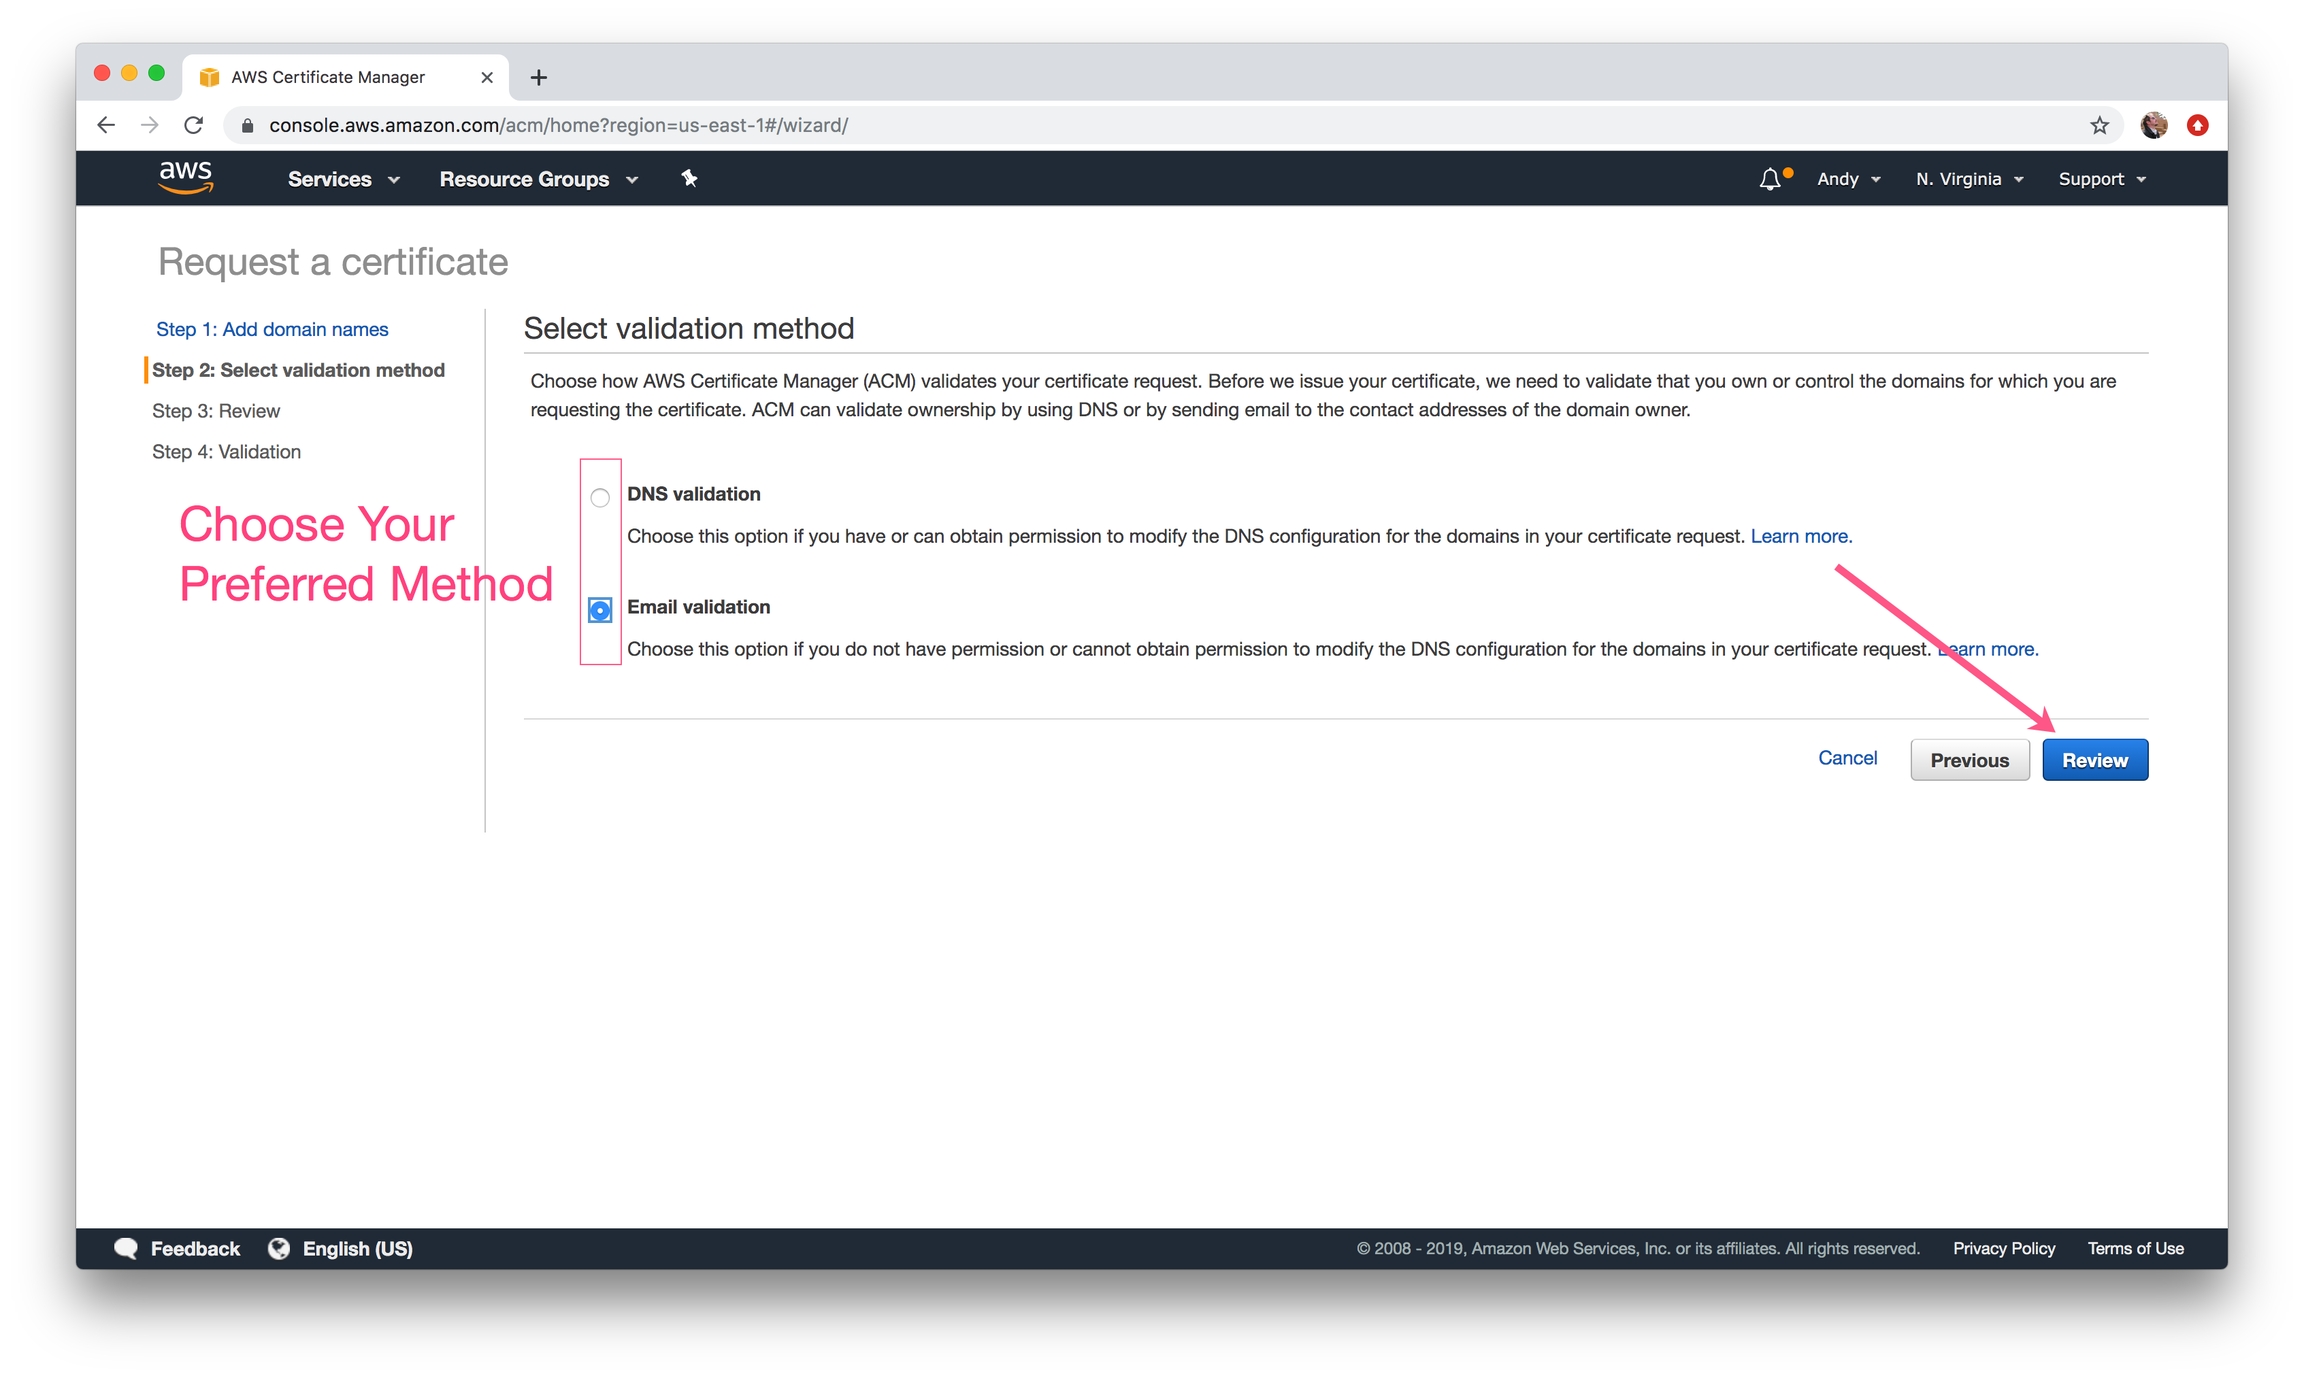 AWS Certificate Manager
console.aws.amazon.com/acm/home?region=us-east-1#/wizard/
aws
Services
Resource Groups
Andy
N. Virginia
Support
Request a certificate
Step 1: Add domain names
Step 2: Select validation method
Step 3: Review
Step 4: Validation
Choose Your
Preferred Method
Select validation method
Choose how AWS Certificate Manager (ACM) validates your certificate request. Before we issue your certificate, we need to validate that you own or control the domains for which you are
requesting the certificate. ACM can validate ownership by using DNS or by sending email to the contact addresses of the domain owner.
DNS validation
Choose this option if you have or can obtain permission to modify the DNS configuration for the domains in your certificate request. Learn more.
Email validation
Choose this option if you do not have permission or cannot obtain permission to modify the DNS configuration for the domains in your certificate request. Learn more.
Cancel
Previous
Review
Feedback
English (US)
© 2008 - 2019, Amazon Web Services, Inc. or its affiliates. All rights reserved.
Privacy Policy
Terms of Use